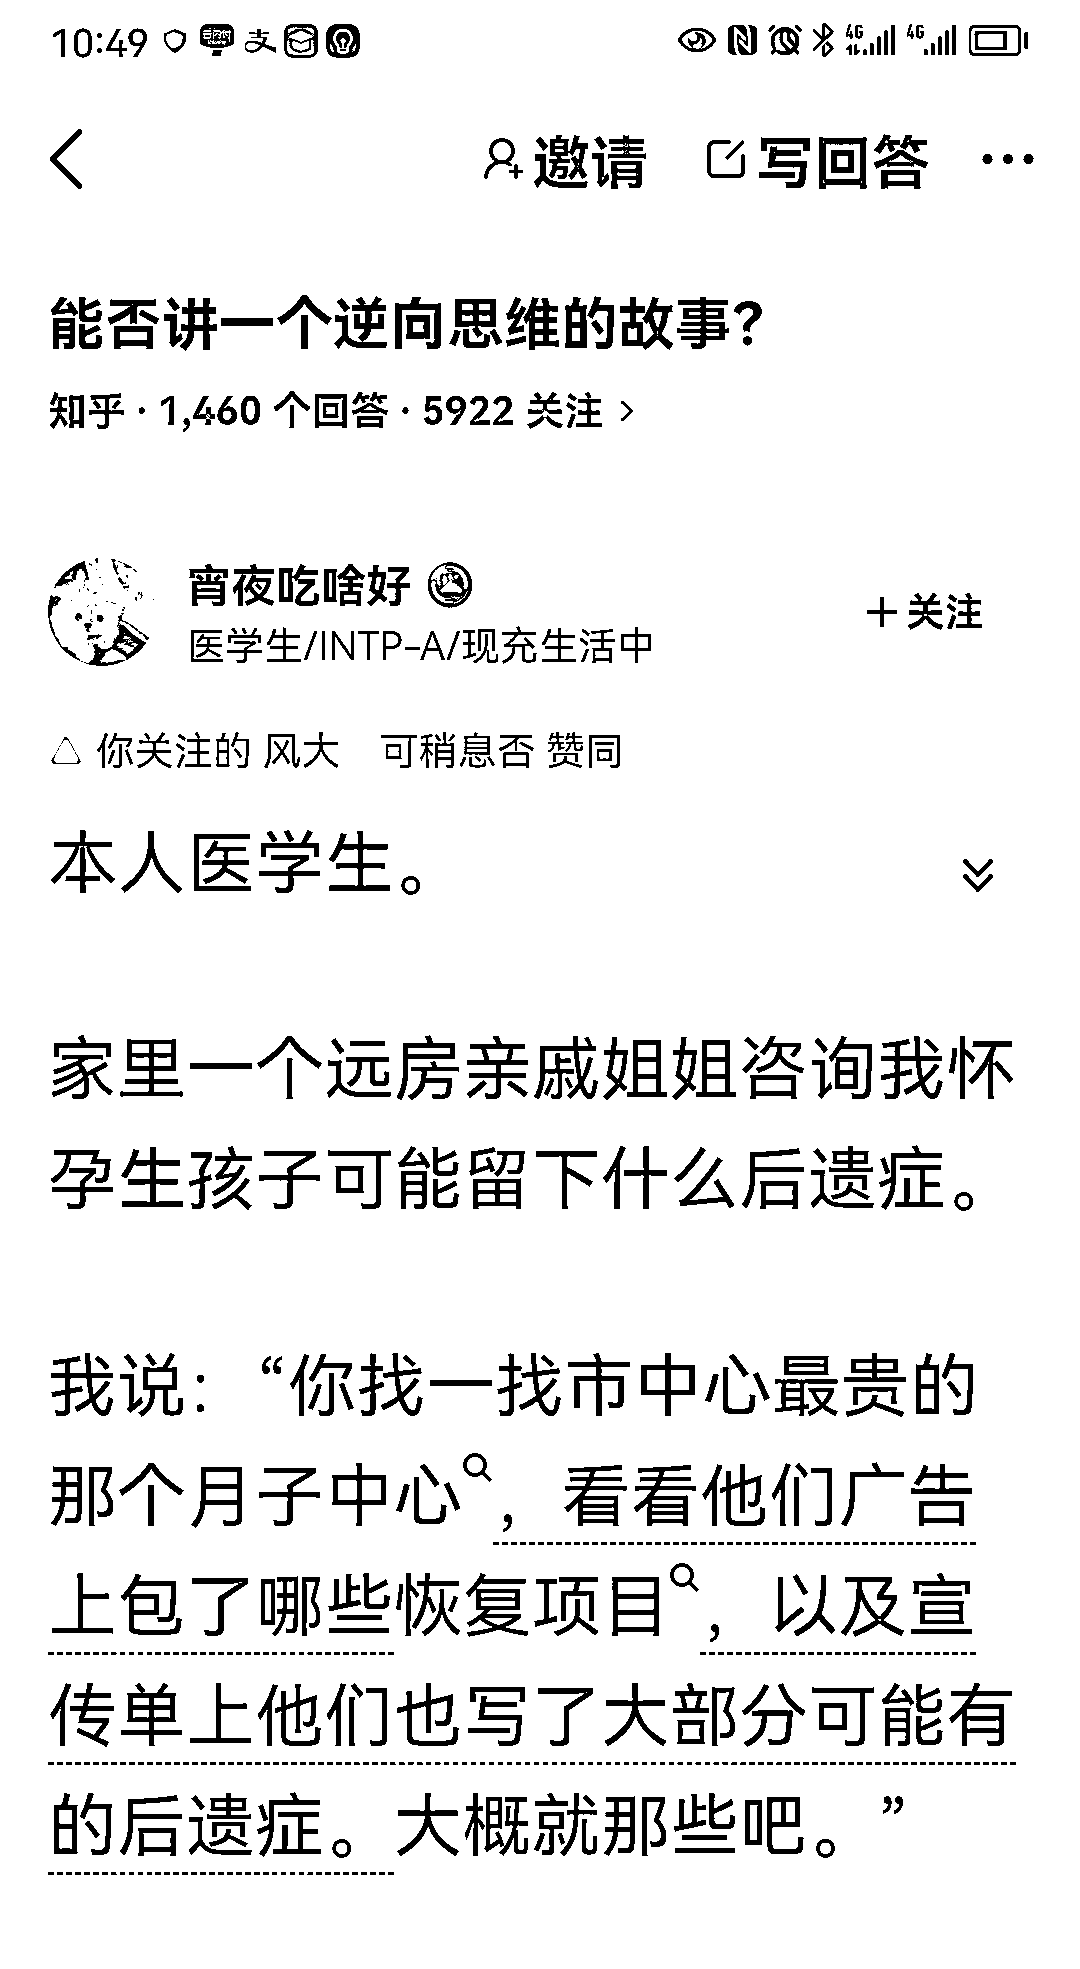 10:49 支 4G 4G
邀请 写回答
能否讲一个逆向思维的故事?
知乎 · 1,460 个回答 · 5922 关注
宵夜吃啥好
医学生/INTP-A/现充生活中
+关注
你关注的 风大 可稍息否 赞同
本人医学生。
家里一个远房亲戚姐姐咨询我怀
孕生孩子可能留下什么后遗症。
我说：“你找一找市中心最贵的
那个月子中心，看看他们广告
上包了哪些恢复项目，以及宣
传单上他们也写了大部分可能有
的后遗症。大概就那些吧。”